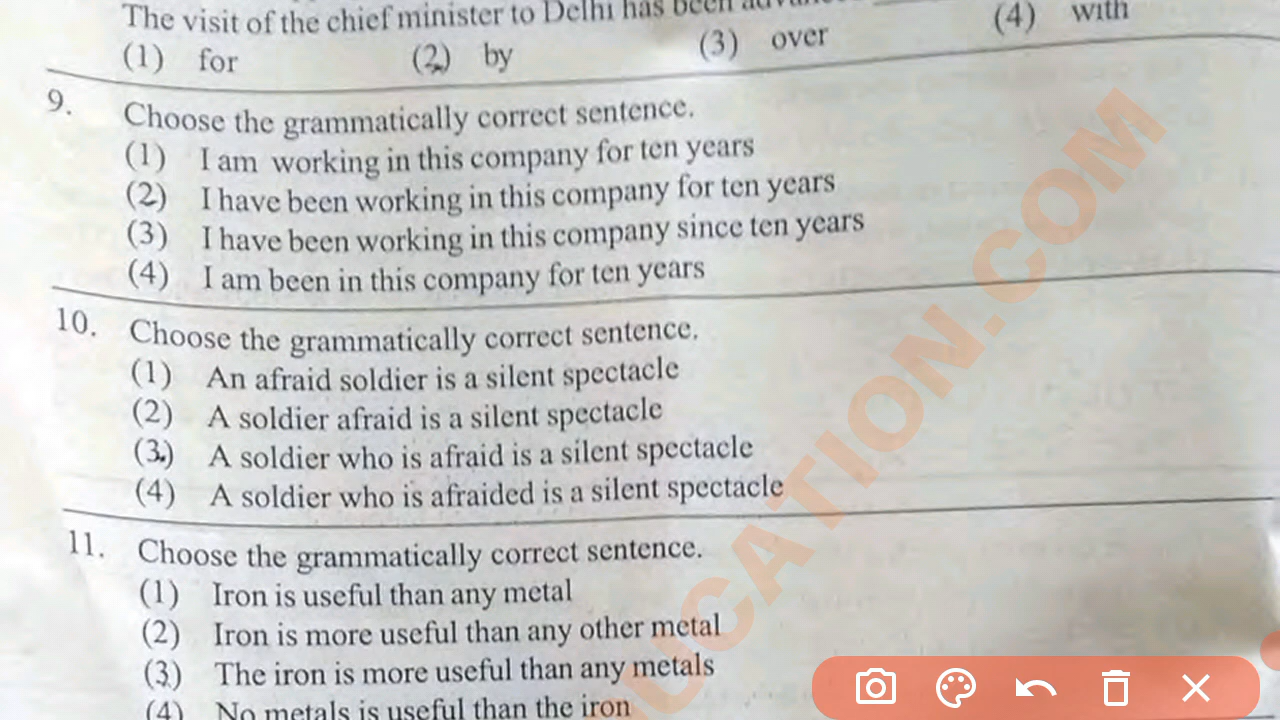 The visit of the chief minister to Delhi has been
(1) for (2) by (3) over (4) with
9. Choose the grammatically correct sentence.
(1) I am working in this company for ten years
(2) I have been working in this company for ten years
(3) I have been working in this company since ten years
(4) I am been in this company for ten years
10. Choose the grammatically correct sentence.
(1) An afraid soldier is a silent spectacle
(2) A soldier afraid is a silent spectacle
(3) A soldier who is afraid is a silent spectacle
(4) A soldier who is afraided is a silent spectacle
11. Choose the grammatically correct sentence.
(1) Iron is useful than any metal
(2) Iron is more useful than any other metal
(3) The iron is more useful than any metals
(4) No metals is useful than the iron
UCATION.COM